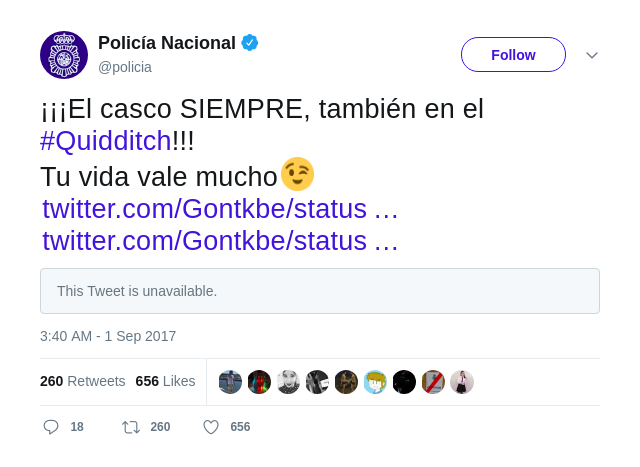 Policía Nacional
@policia
Follow
¡¡¡El casco SIEMPRE, también en el
#Quidditch!!!
Tu vida vale mucho😉
twitter.com/Gontkbe/status …
twitter.com/Gontkbe/status …
This Tweet is unavailable.
3:40 AM - 1 Sep 2017
260 Retweets 656 Likes
18 260 656